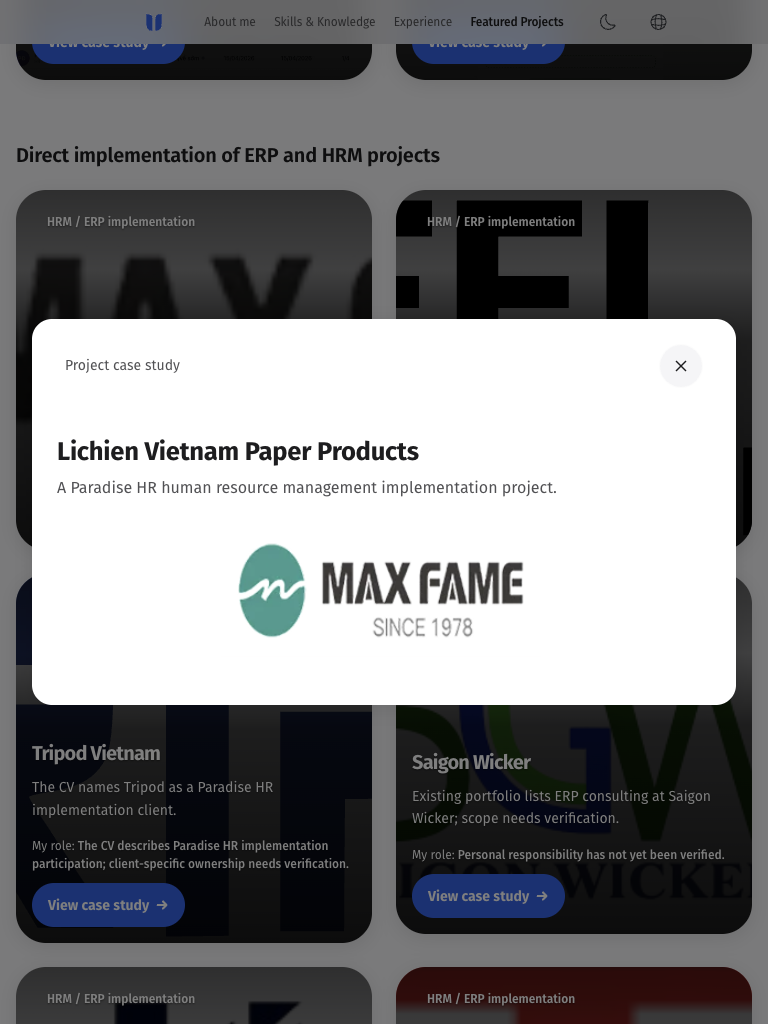 About me
Skills & Knowledge
Experience
Featured Projects
View case study →
View case study →
Direct implementation of ERP and HRM projects
HRM / ERP implementation
HRM / ERP implementation
MAX
Project case study
Lichien Vietnam Paper Products
A Paradise HR human resource management implementation project.
MAX FAME
SINCE 1978
Tripod Vietnam
The CV names Tripod as a Paradise HR
implementation client.
My role: The CV describes Paradise HR implementation
participation; client-specific ownership needs verification.
View case study →
Saigon Wicker
Existing portfolio lists ERP consulting at Saigon
Wicker; scope needs verification.
My role: Personal responsibility has not yet been verified.
View case study →
HRM / ERP implementation
HRM / ERP implementation